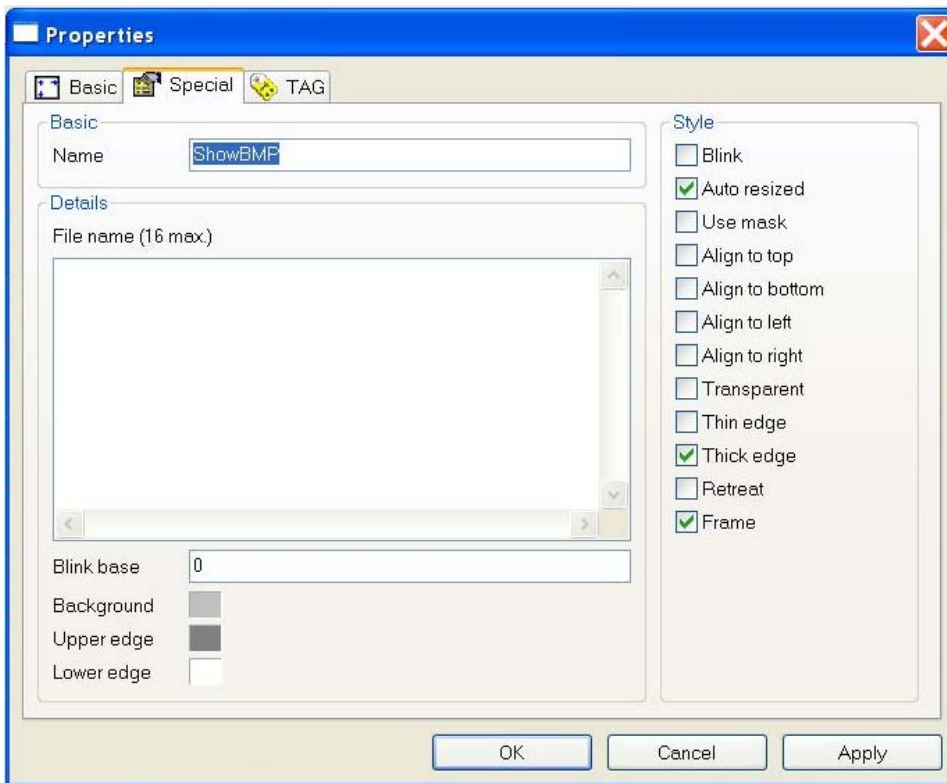 Properties
Basic Special TAG
Basic
Name ShowBMP
Details
File name (16 max.)
Blink base 0
Background
Upper edge
Lower edge
Style
Blink
Auto resized
Use mask
Align to top
Align to bottom
Align to left
Align to right
Transparent
Thin edge
Thick edge
Retreat
Frame
OK Cancel Apply